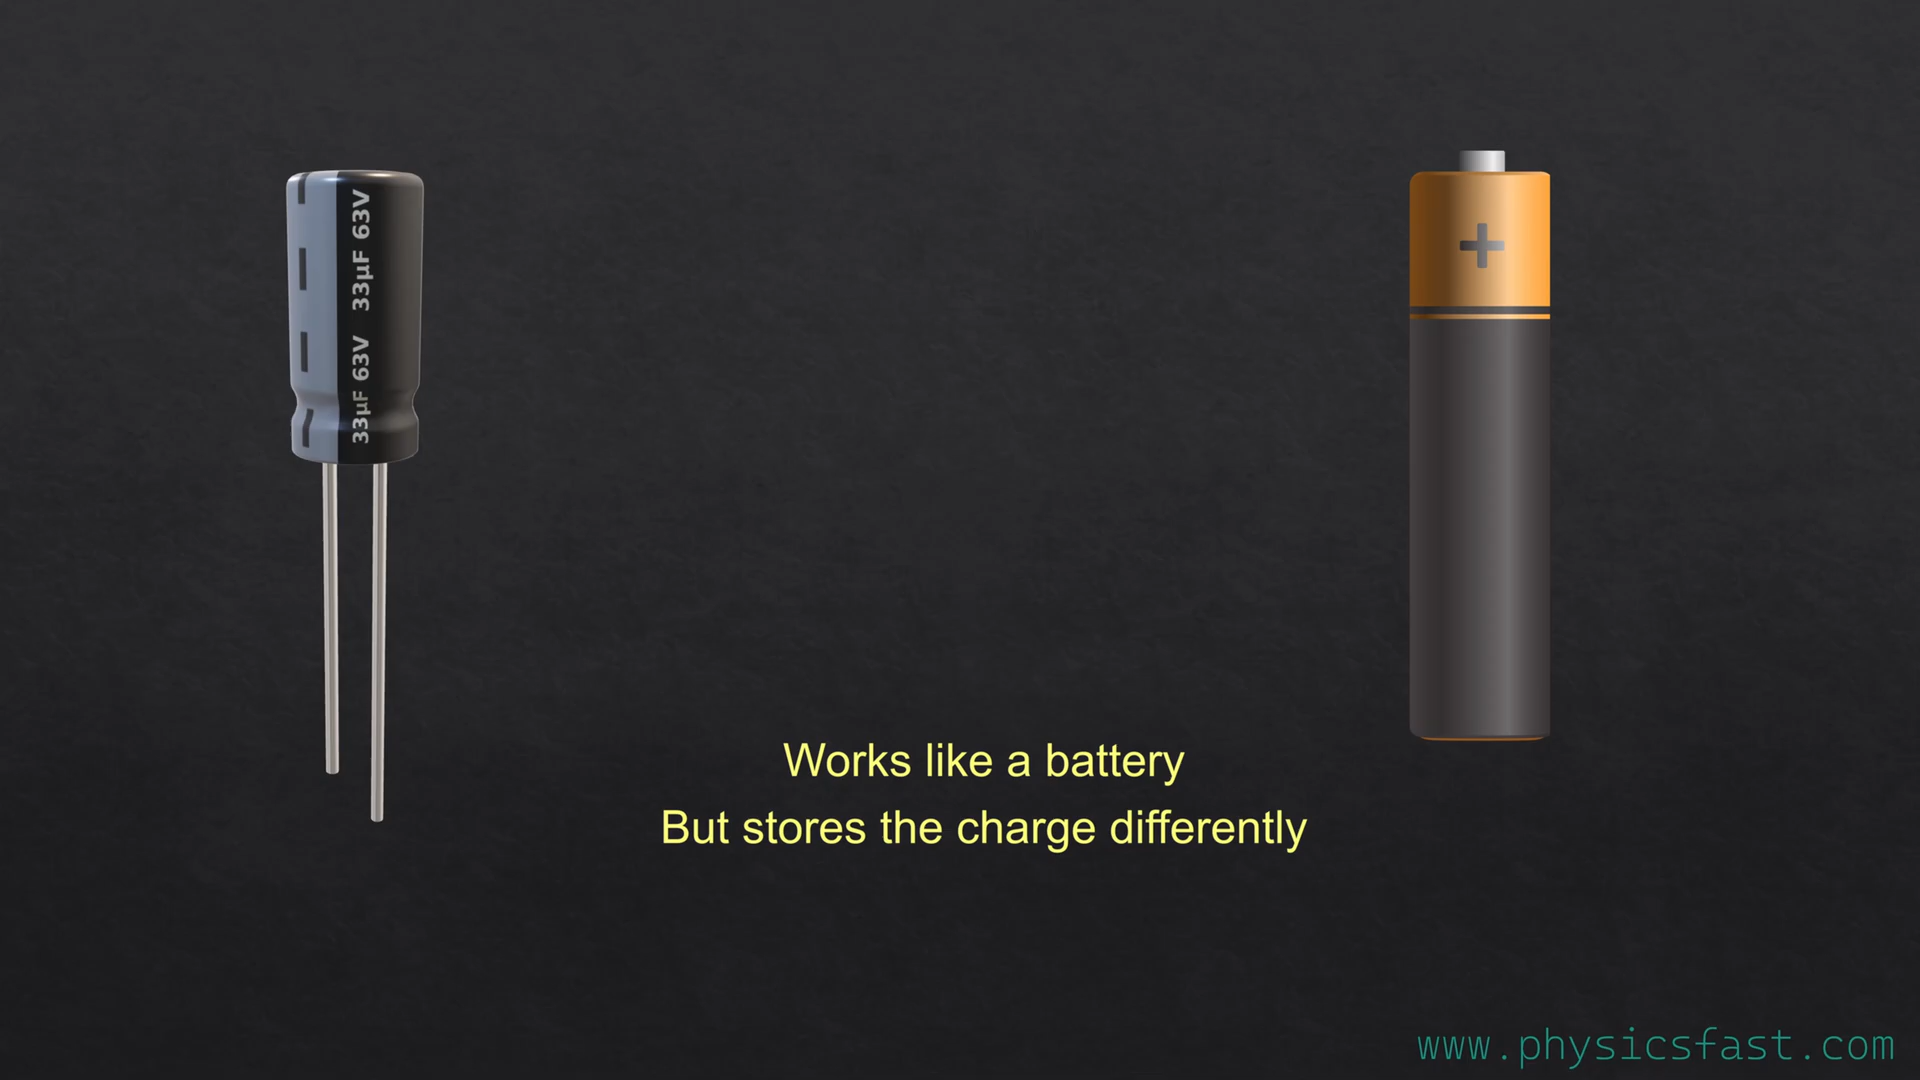 33µF 63V 33µF 63V
+
Works like a battery
But stores the charge differently
www.physicsfast.com